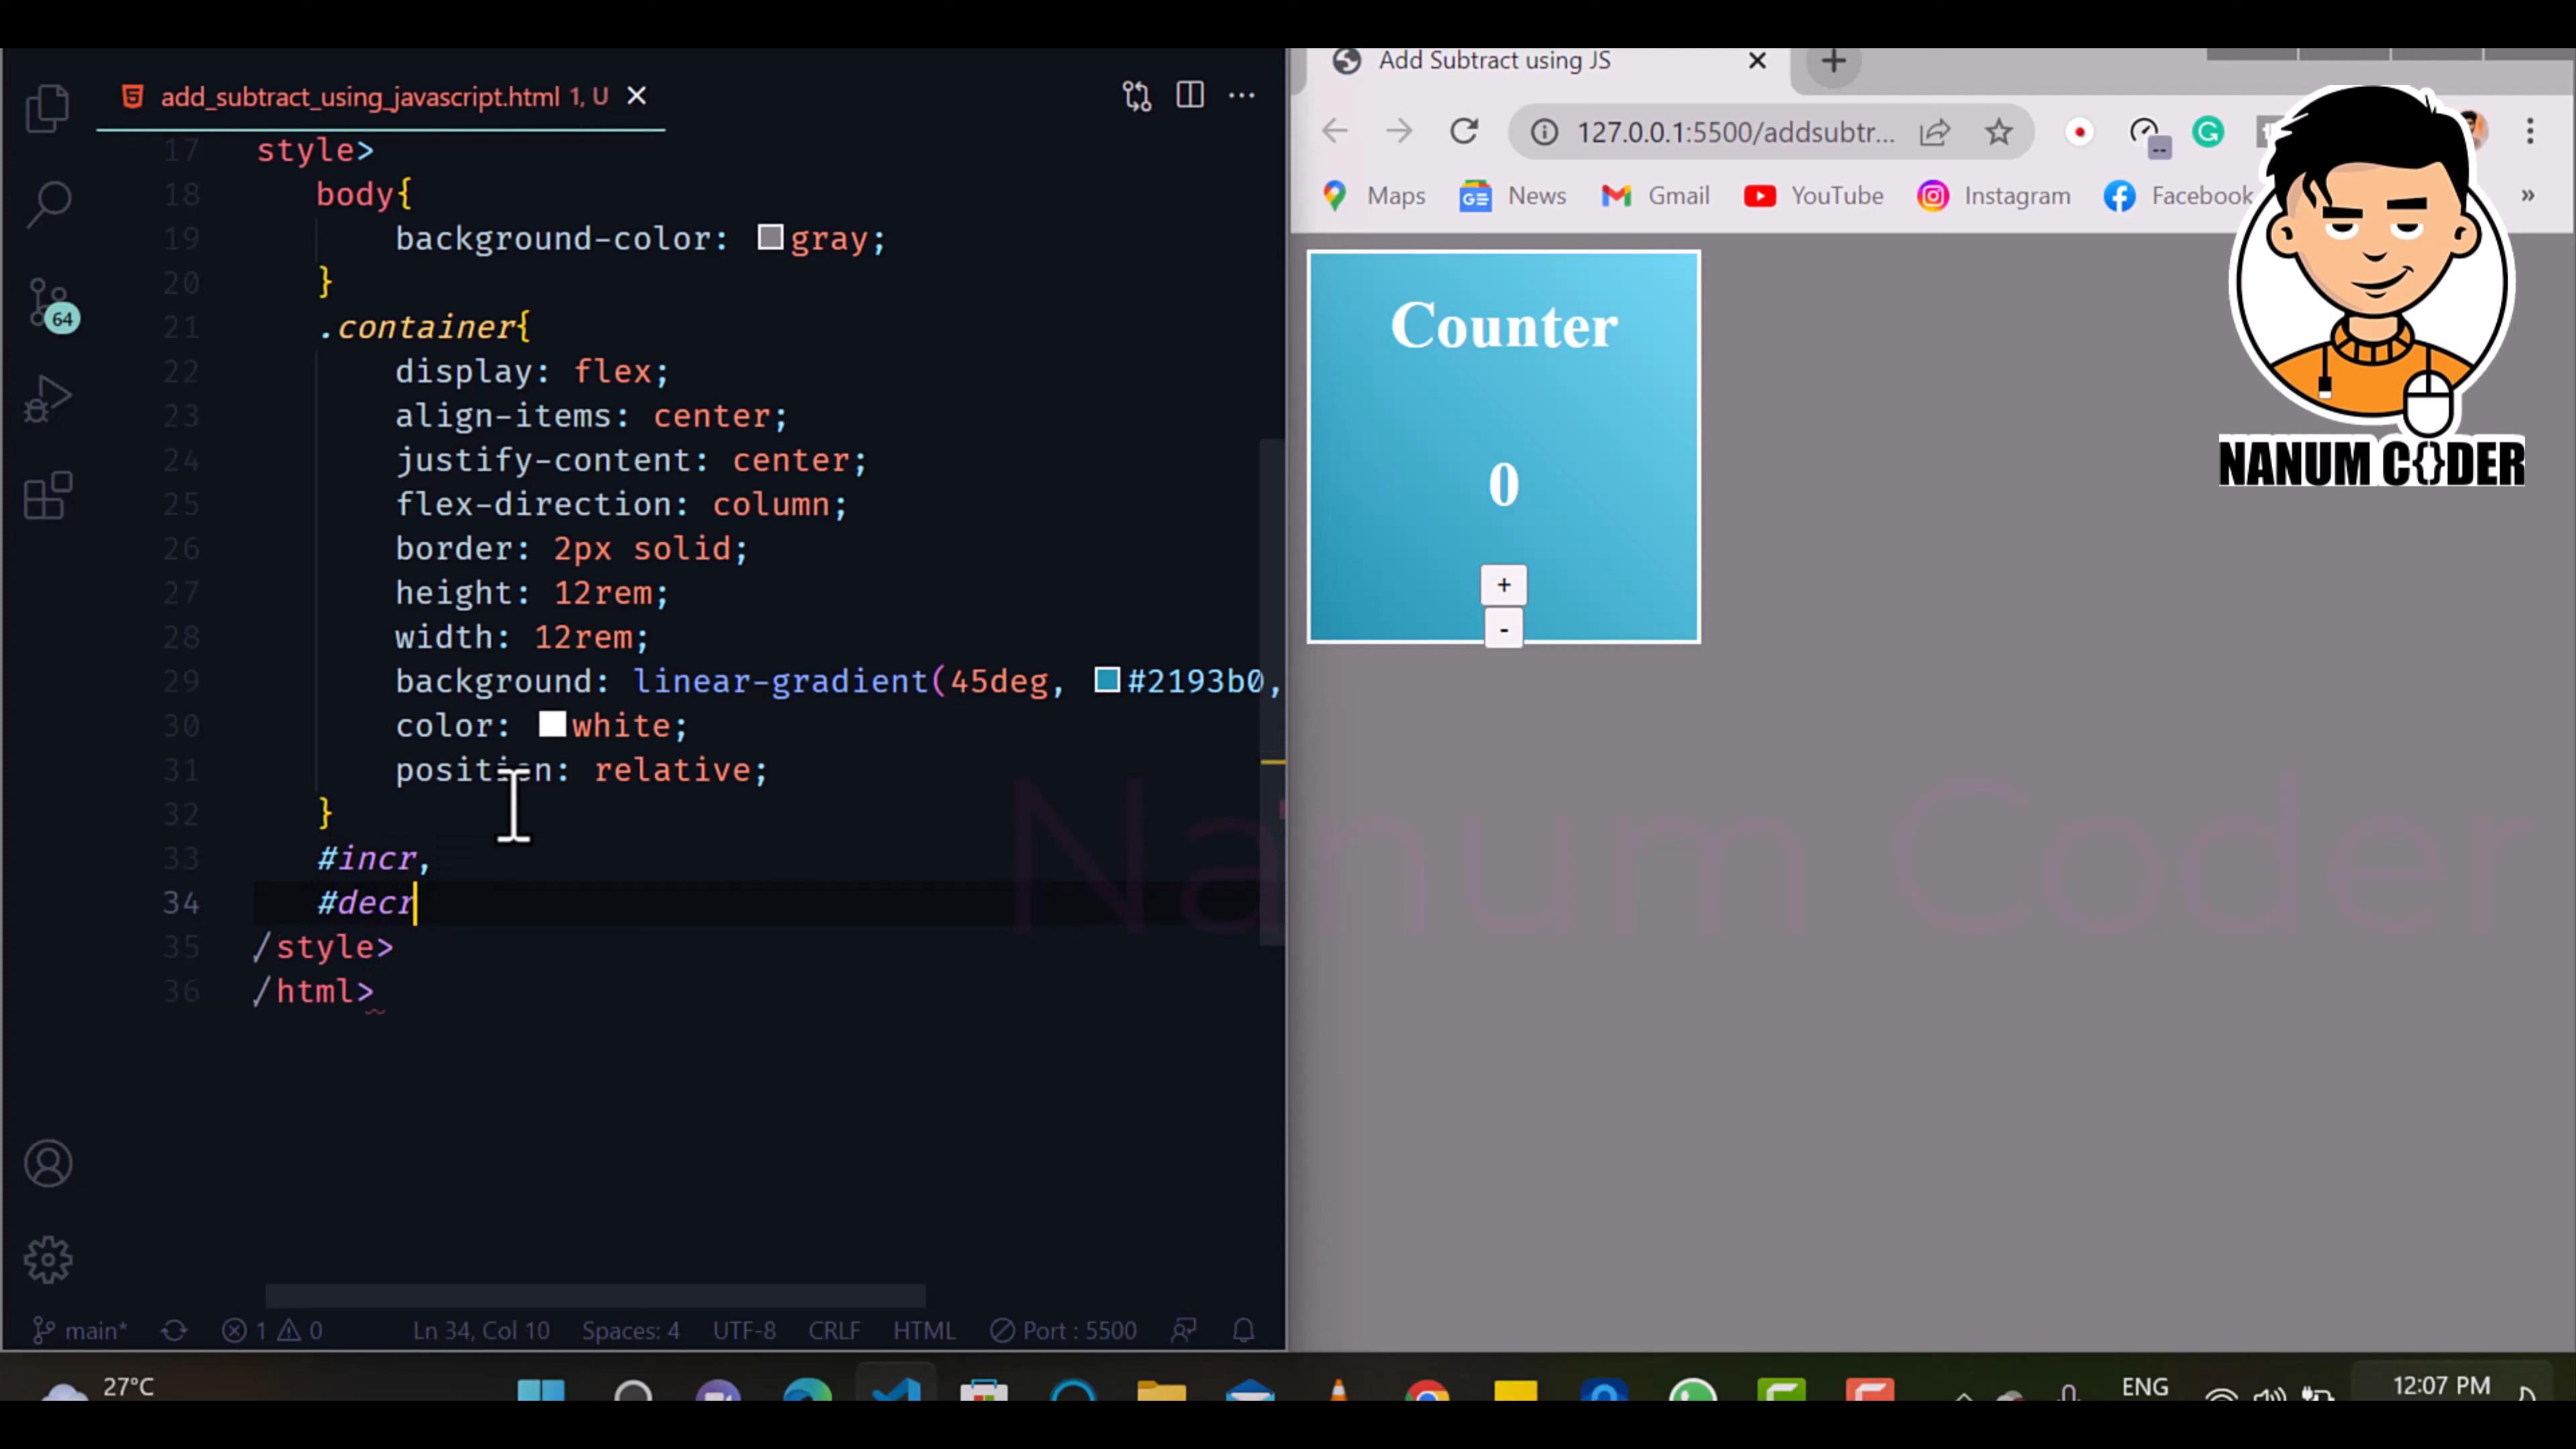 add_subtract_using_javascript.html 1, U
17 style>
18 body{
19 background-color: gray;
20 }
21 .container{
22 display: flex;
23 align-items: center;
24 justify-content: center;
25 flex-direction: column;
26 border: 2px solid;
27 height: 12rem;
28 width: 12rem;
29 background: linear-gradient(45deg, #2193b0,
30 color: white;
31 position: relative;
32 }
33 #incr,
34 #decr
35 /style>
36 /html>
64
main* 1 0 Ln 34, Col 10 Spaces: 4 UTF-8 CRLF HTML Port : 5500
Add Subtract using JS
127.0.0.1:5500/addsubtr...
Maps News Gmail YouTube Instagram Facebook »
Counter
0
+
-
NANUM C{}DER
Nanum Coder
27°C
ENG
12:07 PM